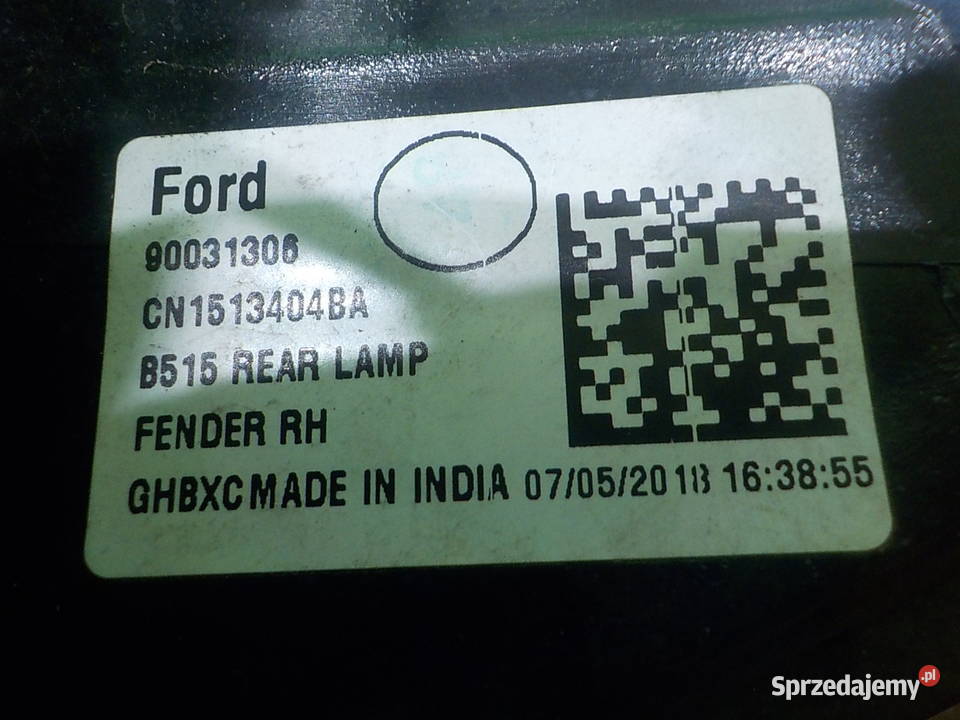 Ford
90031306
CN1513404BA
B515 REAR LAMP
FENDER RH
GHBXCMADE IN INDIA 07/05/2018 16:38:55
Sprzedajemy.pl